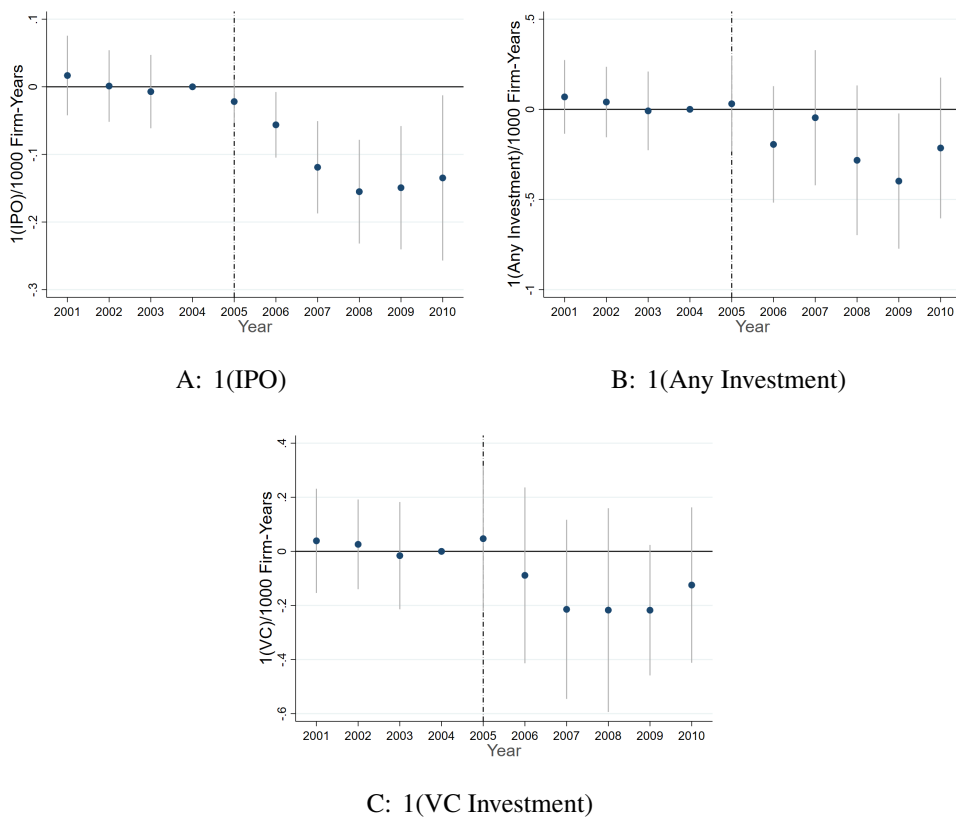 .1
0
-.1
-.2
-.3
1(IPO)/1000 Firm-Years
2001 2002 2003 2004 2005 2006 2007 2008 2009 2010
Year
A: 1(IPO)
.5
0
-.5
-1
1(Any Investment)/1000 Firm-Years
2001 2002 2003 2004 2005 2006 2007 2008 2009 2010
Year
B: 1(Any Investment)
.4
.2
0
-.2
-.4
-.6
1(VC)/1000 Firm-Years
2001 2002 2003 2004 2005 2006 2007 2008 2009 2010
Year
C: 1(VC Investment)